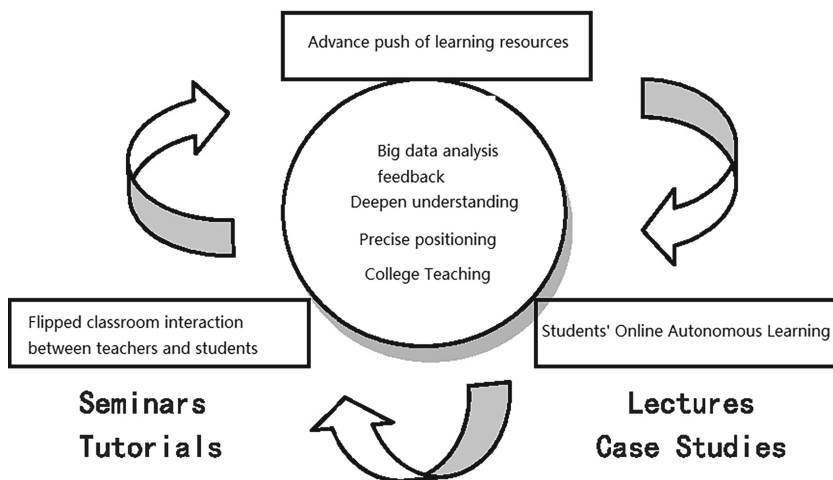 Advance push of learning resources
Big data analysis
feedback
Deepen understanding
Precise positioning
College Teaching
Flipped classroom interaction
between teachers and students
Students' Online Autonomous Learning
Seminars
Tutorials
Lectures
Case Studies